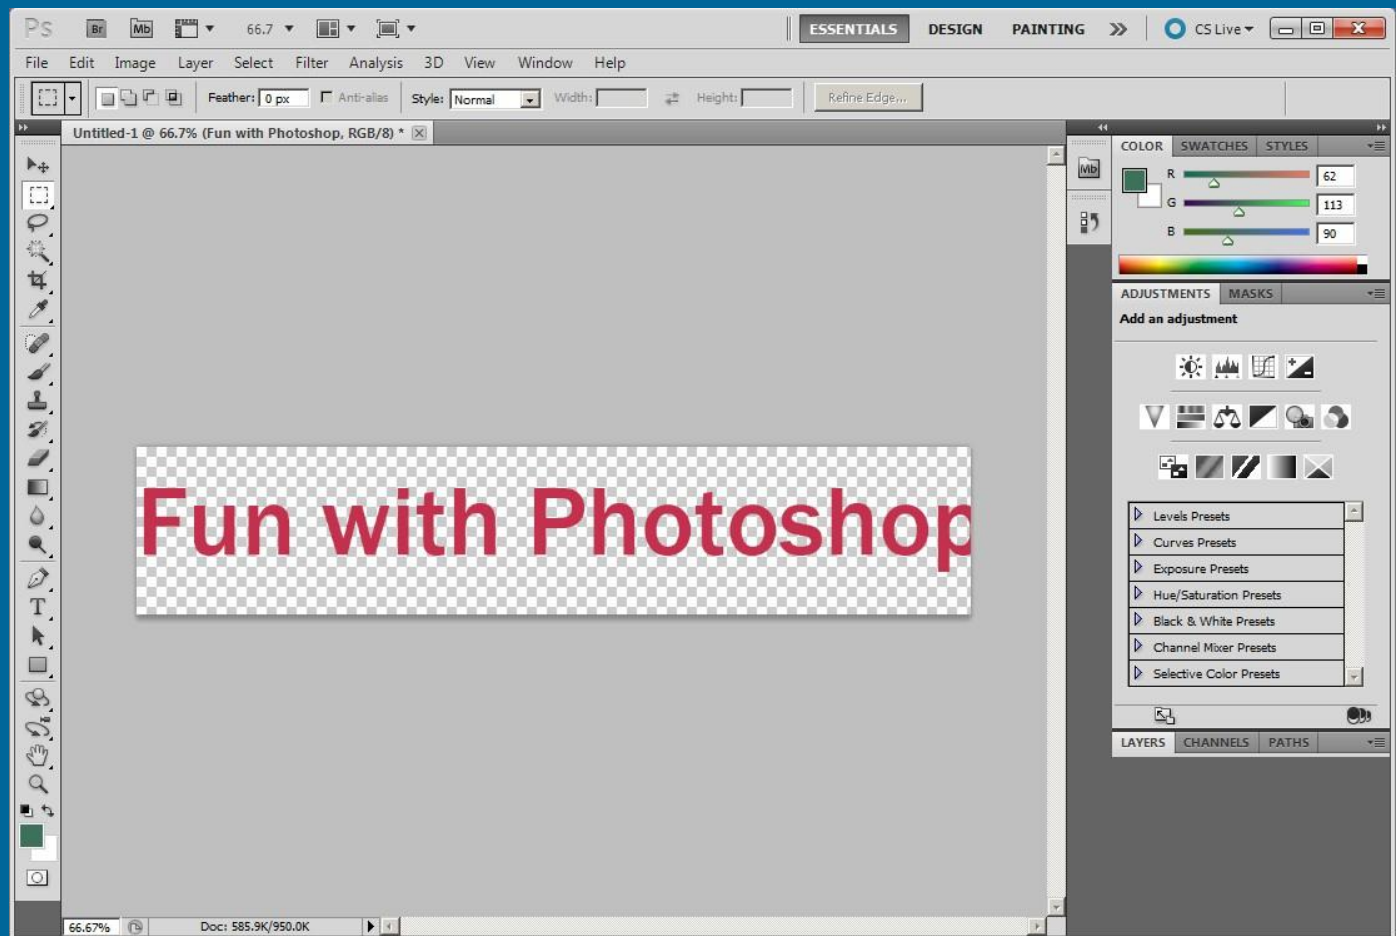 Ps Br Mb 66.7 ESSENTIALS DESIGN PAINTING CS Live
File Edit Image Layer Select Filter Analysis 3D View Window Help
Feather: 0 px Anti-alias Style: Normal Width: Height: Refine Edge...
Untitled-1 @ 66.7% (Fun with Photoshop, RGB/8) *
Mb
COLOR SWATCHES STYLES
R 62
G 113
B 90
ADJUSTMENTS MASKS
Add an adjustment
Fun with Photoshop
Levels Presets
Curves Presets
Exposure Presets
Hue/Saturation Presets
Black & White Presets
Channel Mixer Presets
Selective Color Presets
LAYERS CHANNELS PATHS
T
66.67% Doc: 585.9K/950.0K